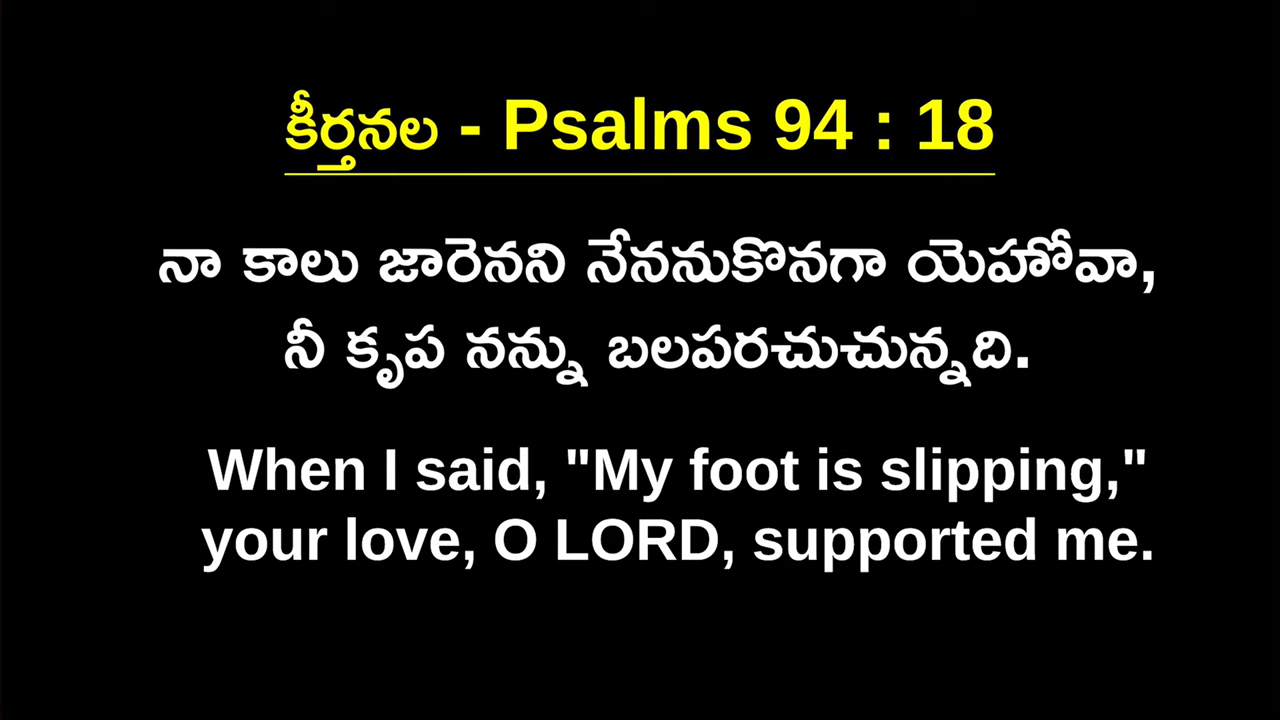 కీర్తనల - Psalms 94 : 18
నా కాలు జారెనని నేననుకొనగా యెహోవా,
నీ కృప నన్ను బలపరచుచున్నది.
When I said, "My foot is slipping,"
your love, O LORD, supported me.